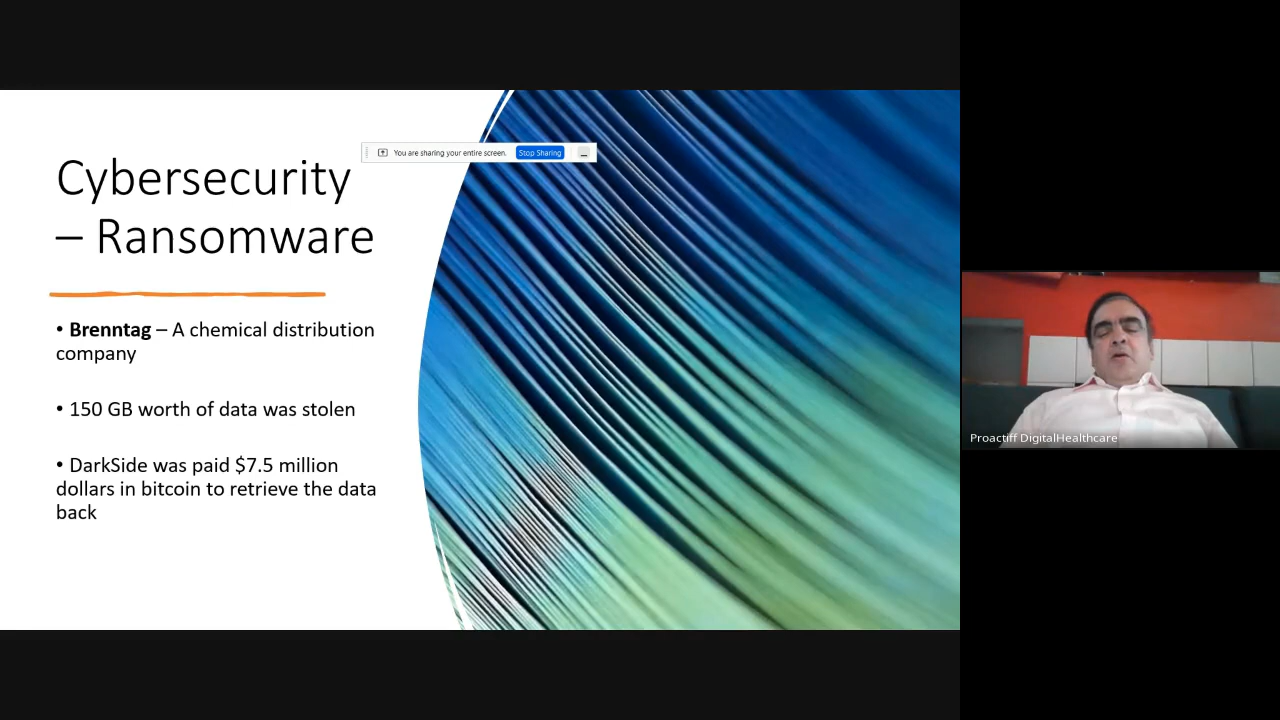 You are sharing your entire screen. Stop Sharing
Cybersecurity
– Ransomware
• Brenntag – A chemical distribution
company
• 150 GB worth of data was stolen
• DarkSide was paid $7.5 million
dollars in bitcoin to retrieve the data
back
Proactiff DigitalHealthcare